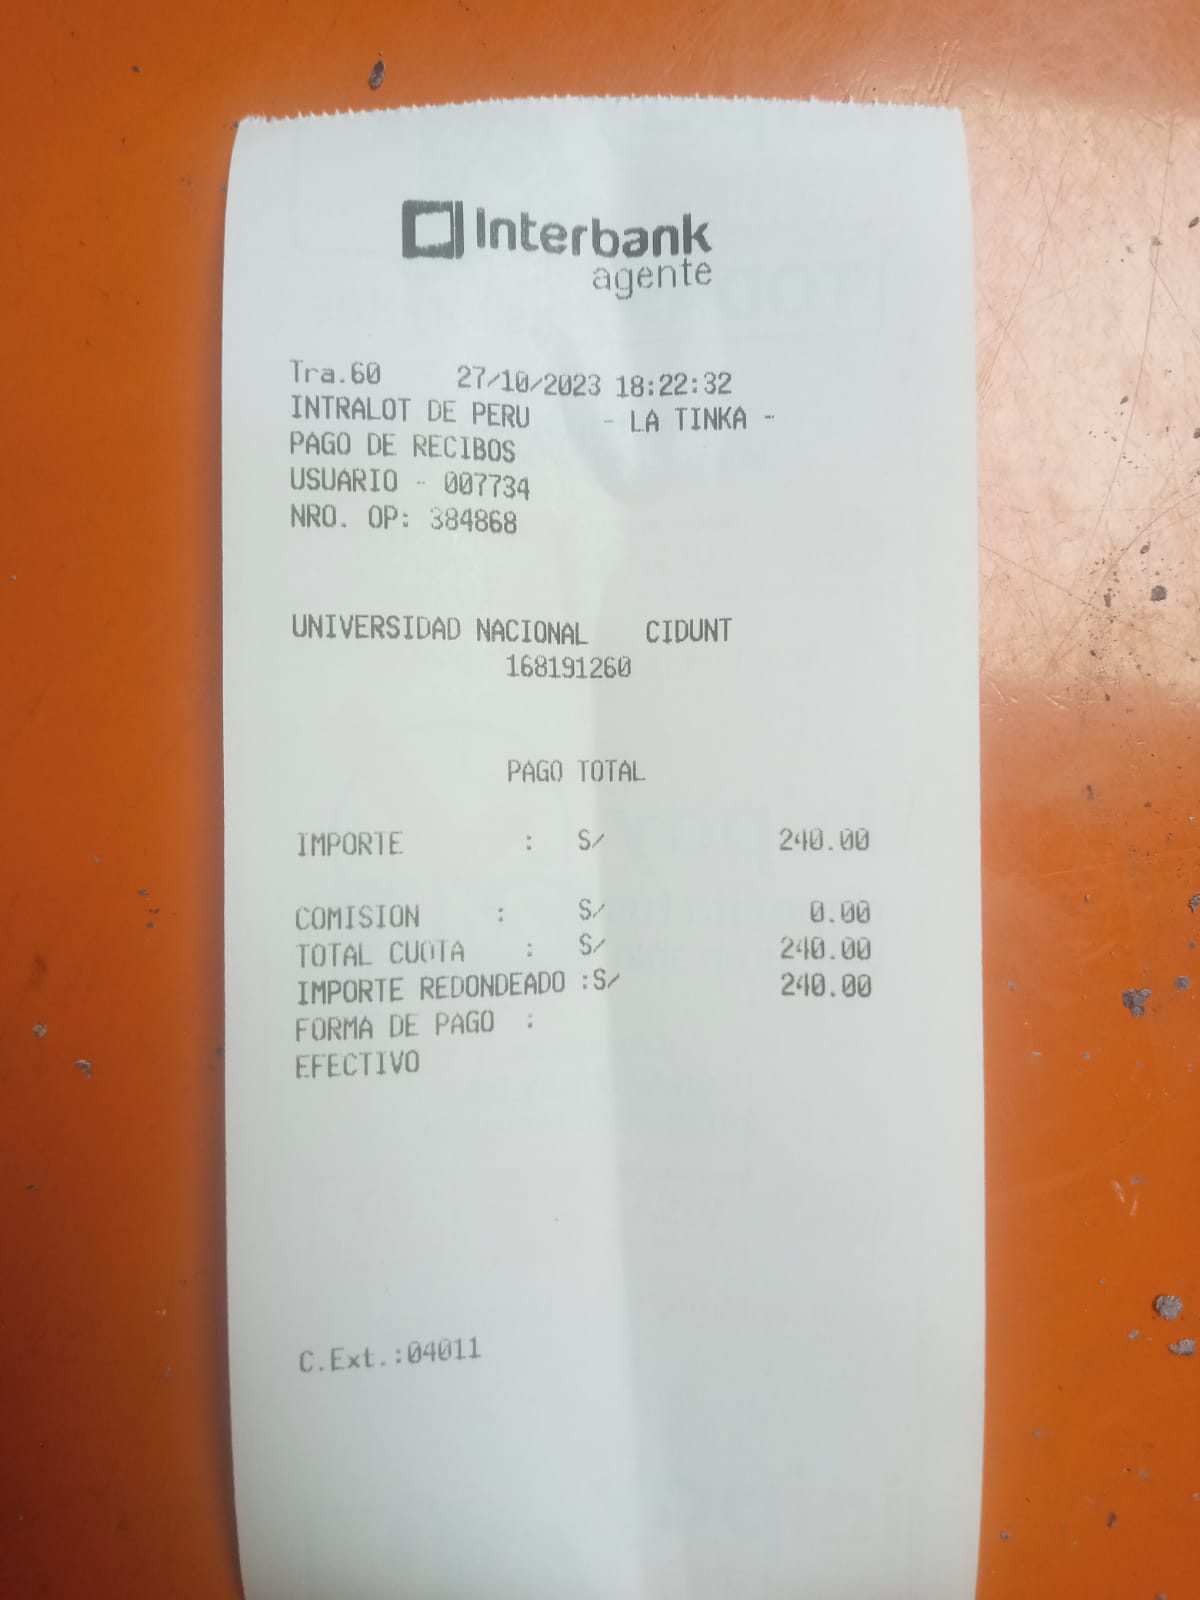 Interbank
agente
Tra.60 27/10/2023 18:22:32
INTRALOT DE PERU - LA TINKA -
PAGO DE RECIBOS
USUARIO - 007734
NRO. OP: 384868
UNIVERSIDAD NACIONAL CIDUNT
168191260
PAGO TOTAL
IMPORTE : S/ 240.00
COMISION : S/ 0.00
TOTAL CUOTA : S/ 240.00
IMPORTE REDONDEADO :S/ 240.00
FORMA DE PAGO :
EFECTIVO
C.Ext.:04011